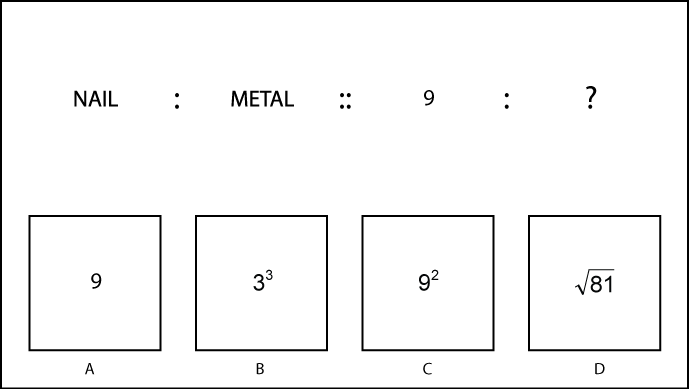 NAIL : METAL :: 9 : ?
9 3³ 9² √81
A B C D